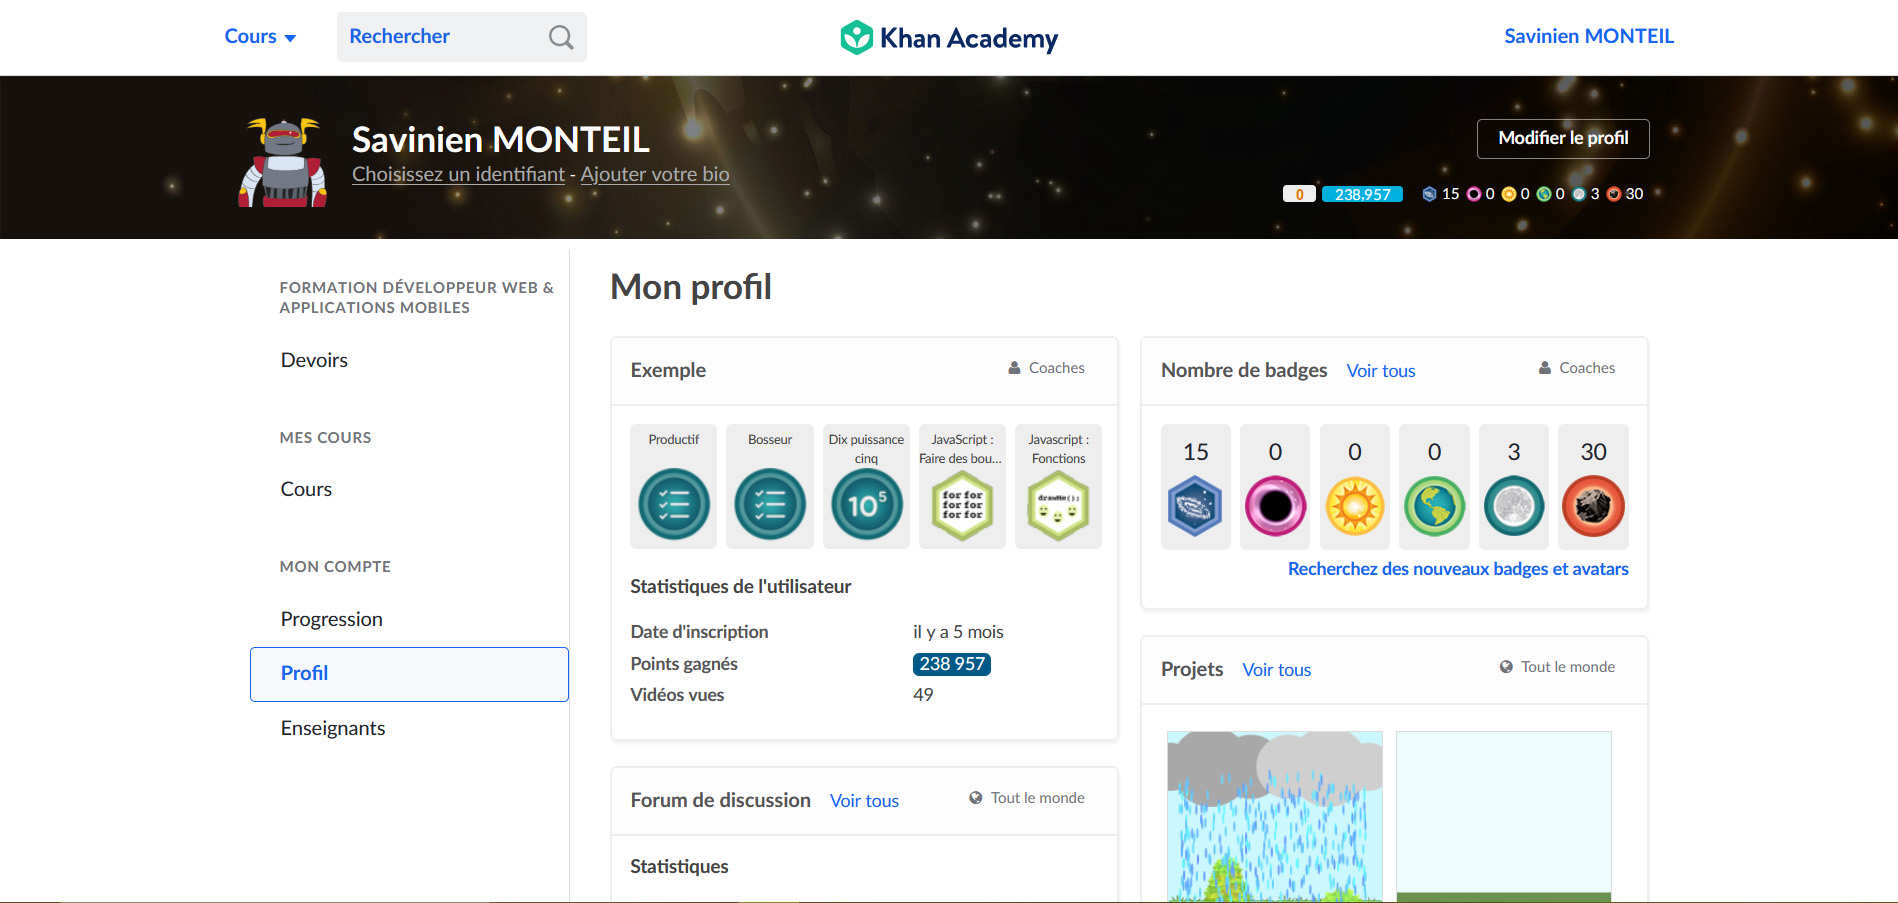 Cours
Rechercher
Khan Academy
Savinien MONTEIL
Savinien MONTEIL
Choisissez un identifiant - Ajouter votre bio
Modifier le profil
0 238,957 15 0 0 0 3 30
FORMATION DÉVELOPPEUR WEB &
APPLICATIONS MOBILES
Devoirs
MES COURS
Cours
MON COMPTE
Progression
Profil
Enseignants
Mon profil
Exemple
Coaches
Productif
Bosseur
Dix puissance
cinq
10⁵
JavaScript :
Faire des bou...
for for
for for
for for
Javascript :
Fonctions
drawMe();
Statistiques de l'utilisateur
Date d'inscription il y a 5 mois
Points gagnés 238 957
Vidéos vues 49
Forum de discussion Voir tous
Tout le monde
Statistiques
Nombre de badges Voir tous
Coaches
15 0 0 0 3 30
Recherchez des nouveaux badges et avatars
Projets Voir tous
Tout le monde